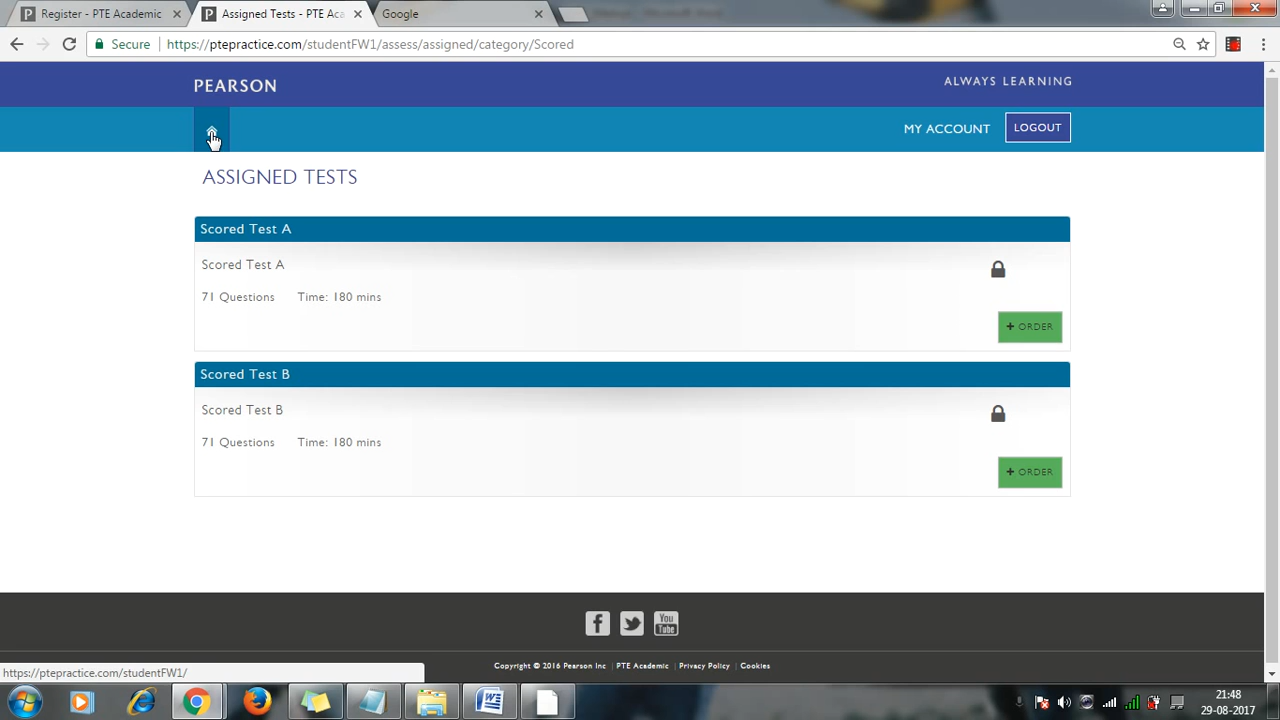 Register - PTE Academic
Assigned Tests - PTE Aca
Google
Secure
https://ptepractice.com/studentFW1/assess/assigned/category/Scored
PEARSON
ALWAYS LEARNING
MY ACCOUNT
LOGOUT
ASSIGNED TESTS
Scored Test A
Scored Test A
71 Questions Time: 180 mins
+ ORDER
Scored Test B
Scored Test B
71 Questions Time: 180 mins
+ ORDER
You Tube
Copyright © 2016 Pearson Inc | PTE Academic | Privacy Policy | Cookies
https://ptepractice.com/studentFW1/
21:48
29-08-2017